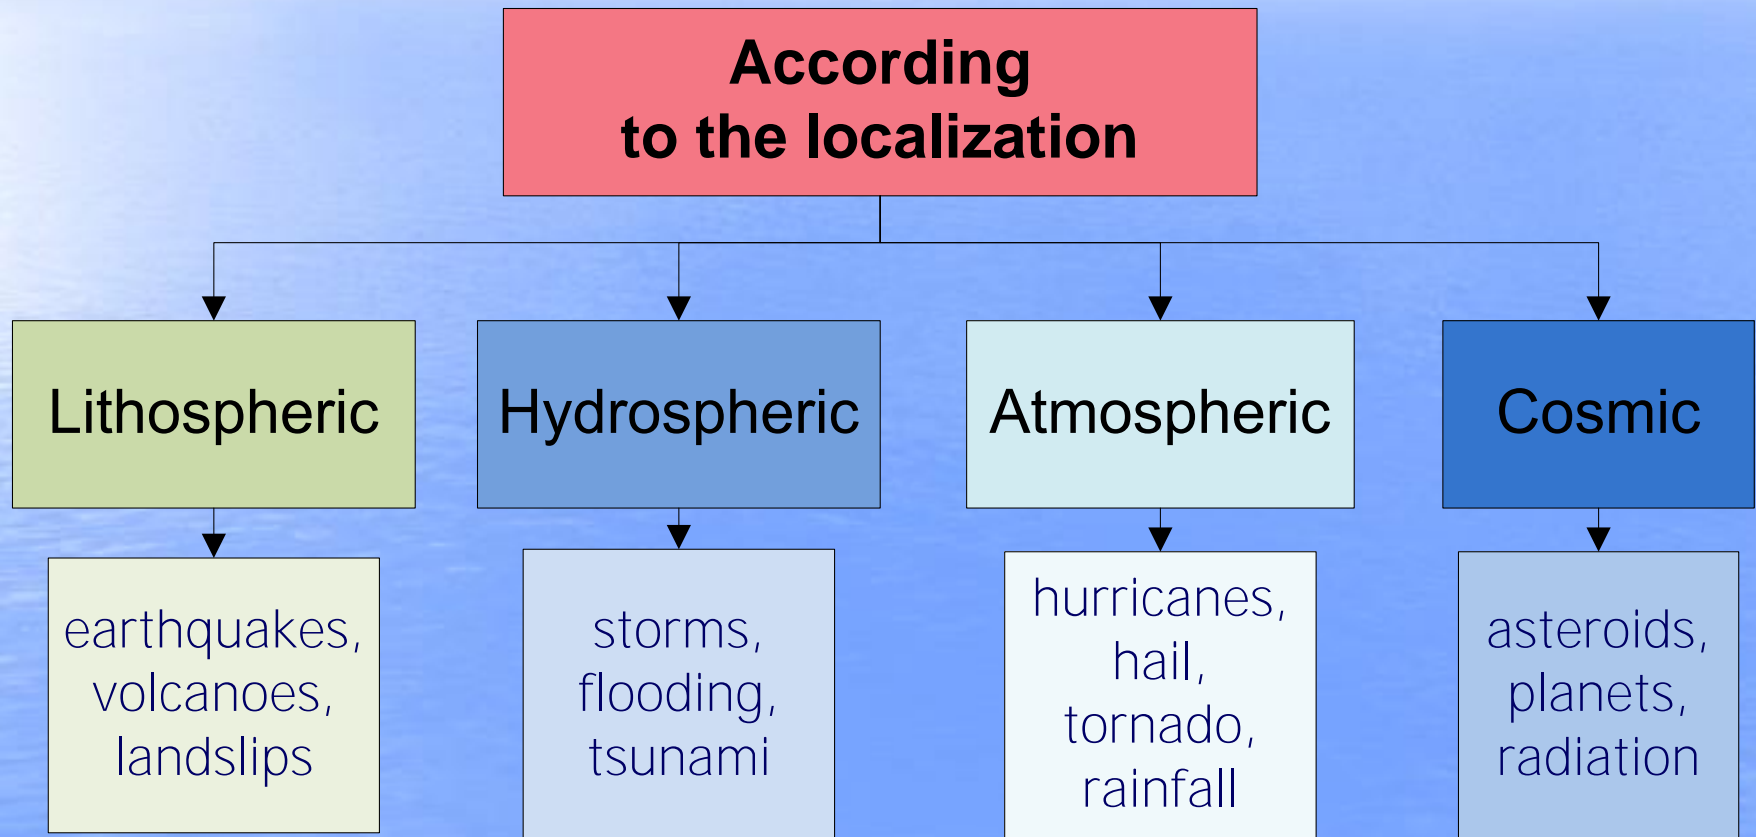 According
to the localization
Lithospheric
Hydrospheric
Atmospheric
Cosmic
earthquakes,
volcanoes,
landslips
storms,
flooding,
tsunami
hurricanes,
hail,
tornado,
rainfall
asteroids,
planets,
radiation